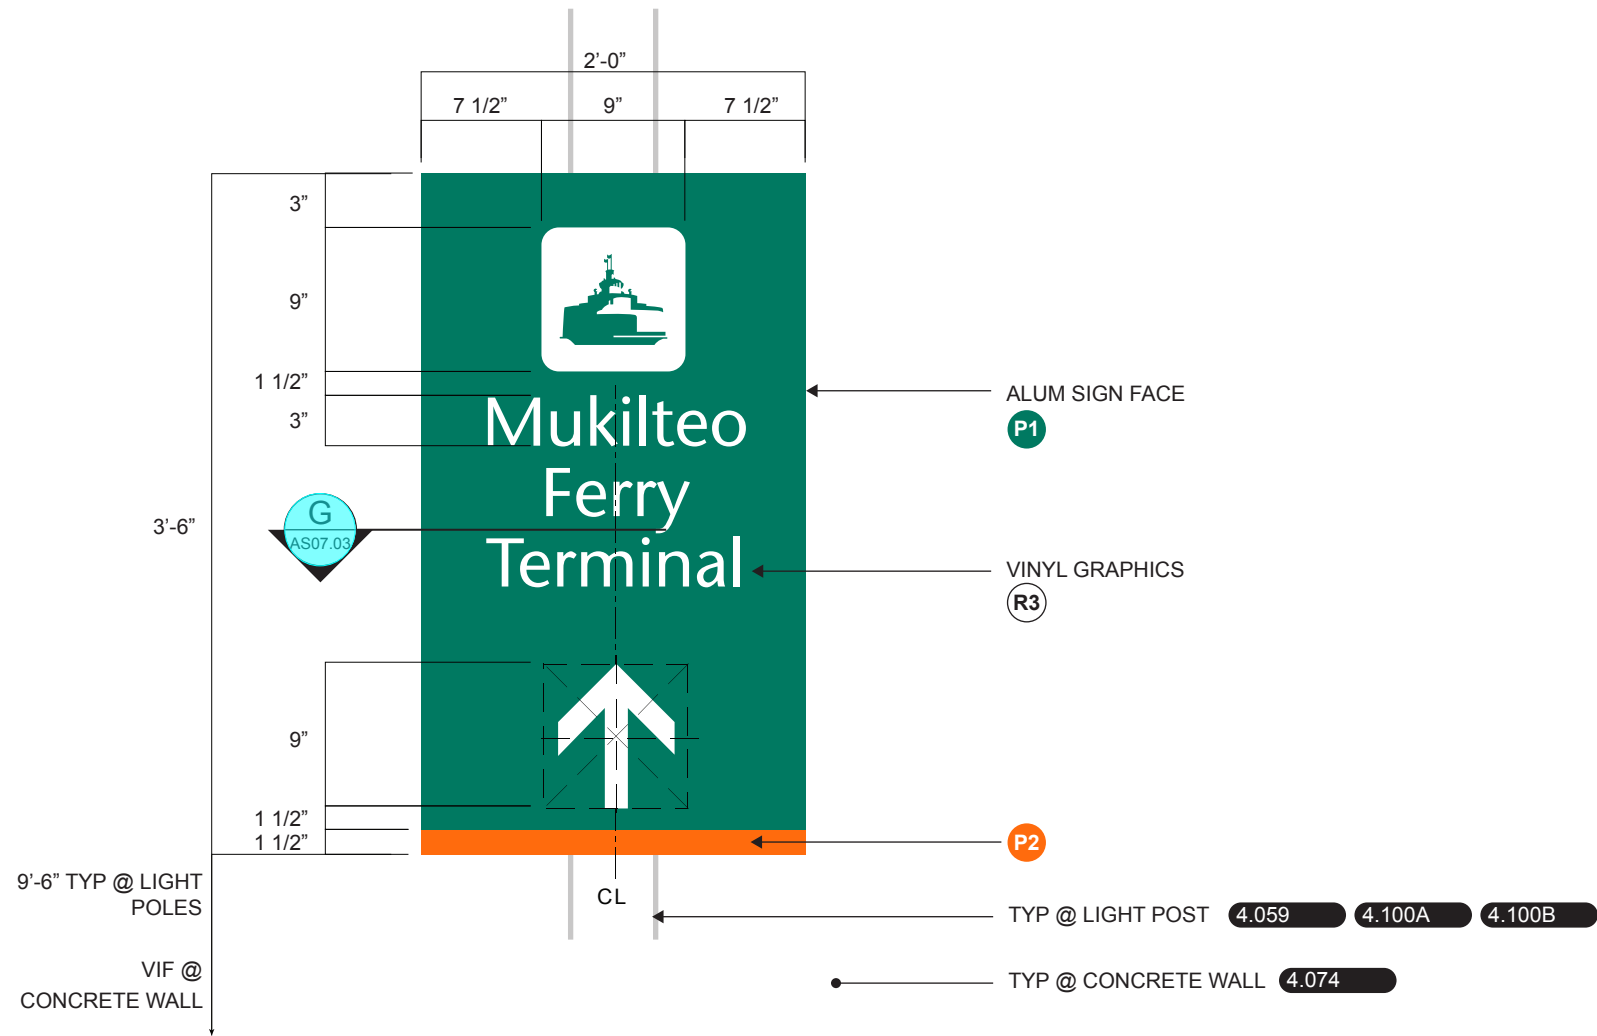 2’-0”
7 1/2”
9”
7 1/2”
3”
9”
1 1/2”
3”
Mukilteo
Ferry
Terminal
3’-6”
G
AS07.03
9”
1 1/2”
1 1/2”
ALUM SIGN FACE
P1
VINYL GRAPHICS
R3
P2
9’-6” TYP @ LIGHT
POLES
VIF @
CONCRETE WALL
CL
TYP @ LIGHT POST 4.059 4.100A 4.100B
TYP @ CONCRETE WALL 4.074